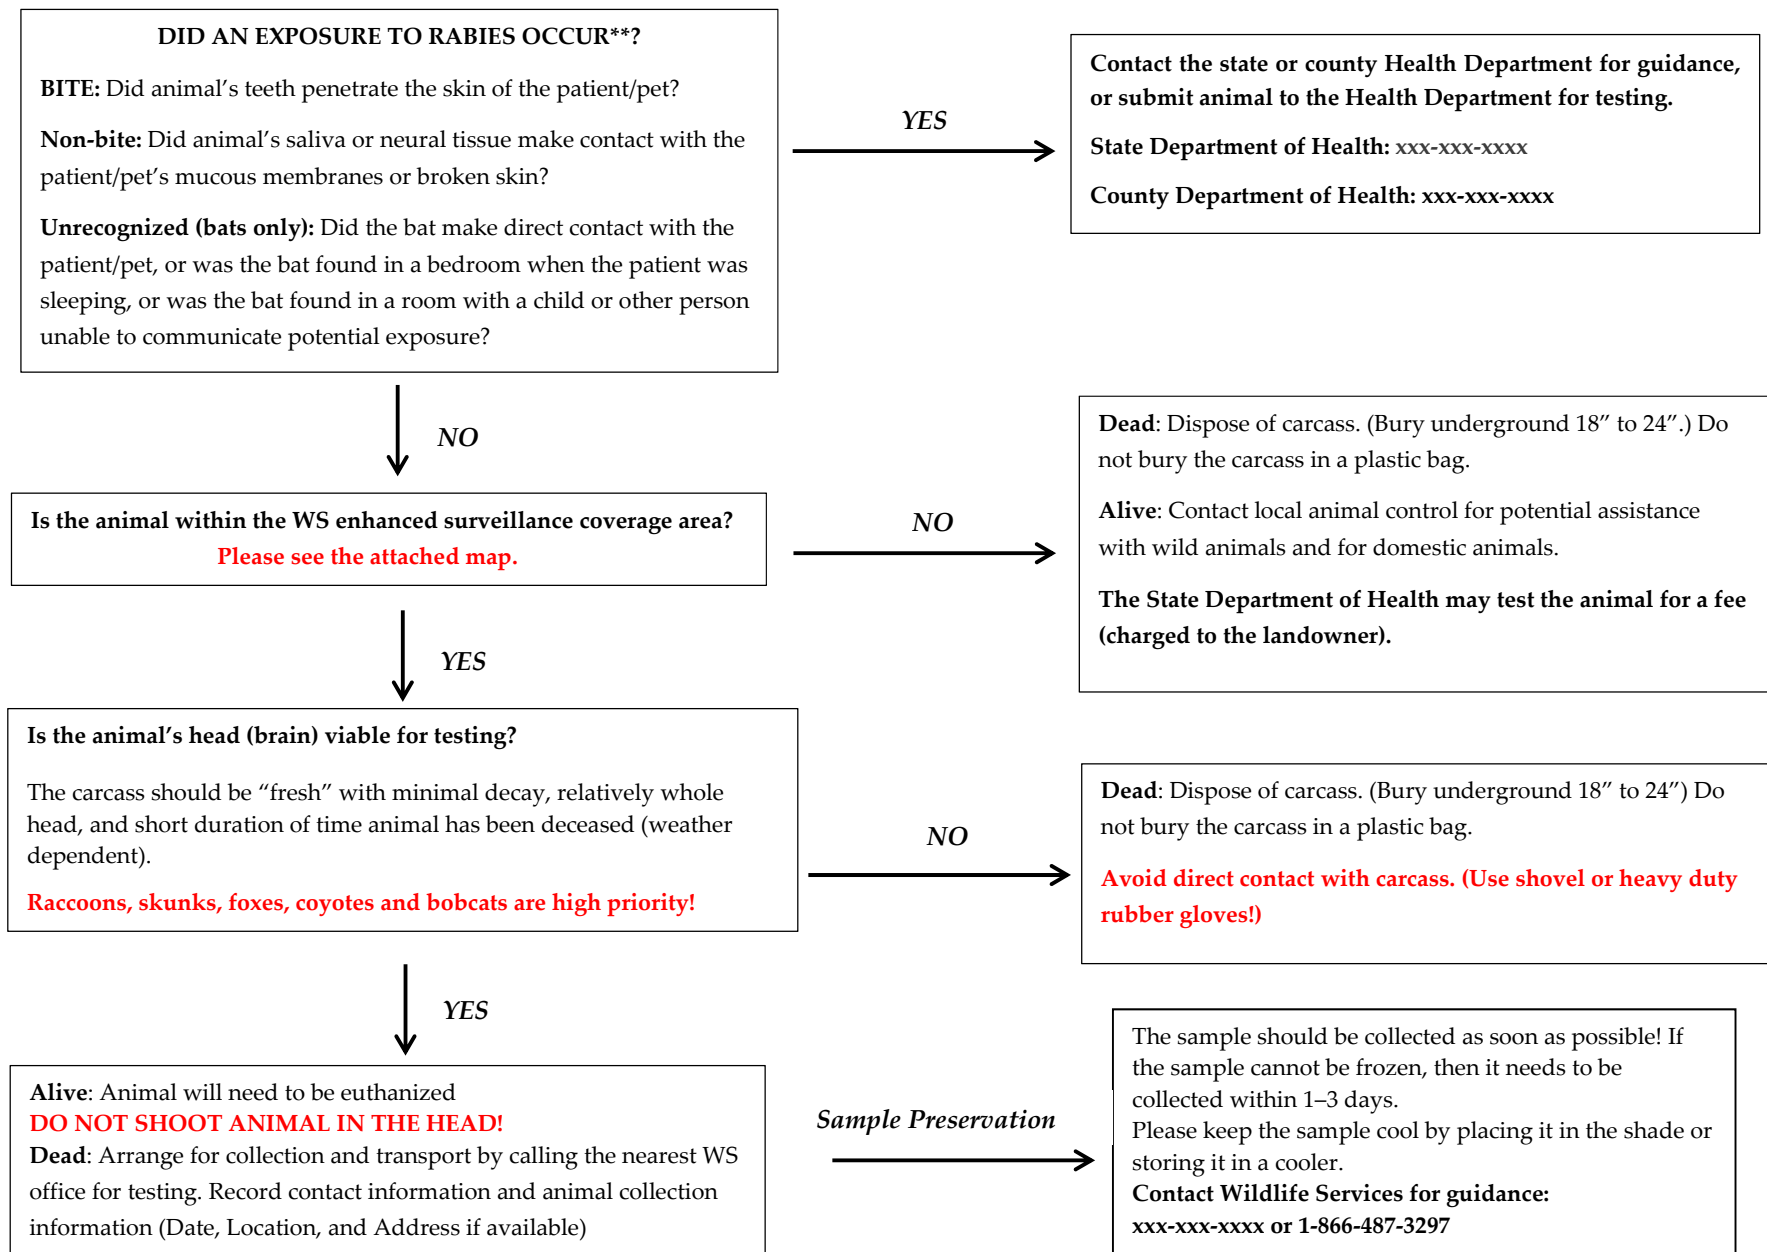 DID AN EXPOSURE TO RABIES OCCUR**?
BITE: Did animal’s teeth penetrate the skin of the patient/pet?
Non-bite: Did animal’s saliva or neural tissue make contact with the
patient/pet’s mucous membranes or broken skin?
Unrecognized (bats only): Did the bat make direct contact with the
patient/pet, or was the bat found in a bedroom when the patient was
sleeping, or was the bat found in a room with a child or other person
unable to communicate potential exposure?
YES
Contact the state or county Health Department for guidance,
or submit animal to the Health Department for testing.
State Department of Health: xxx-xxx-xxxx
County Department of Health: xxx-xxx-xxxx
NO
Is the animal within the WS enhanced surveillance coverage area?
Please see the attached map.
NO
Dead: Dispose of carcass. (Bury underground 18” to 24”.) Do
not bury the carcass in a plastic bag.
Alive: Contact local animal control for potential assistance
with wild animals and for domestic animals.
The State Department of Health may test the animal for a fee
(charged to the landowner).
YES
Is the animal’s head (brain) viable for testing?
The carcass should be “fresh” with minimal decay, relatively whole
head, and short duration of time animal has been deceased (weather
dependent).
Raccoons, skunks, foxes, coyotes and bobcats are high priority!
NO
Dead: Dispose of carcass. (Bury underground 18” to 24”) Do
not bury the carcass in a plastic bag.
Avoid direct contact with carcass. (Use shovel or heavy duty
rubber gloves!)
YES
Alive: Animal will need to be euthanized
DO NOT SHOOT ANIMAL IN THE HEAD!
Dead: Arrange for collection and transport by calling the nearest WS
office for testing. Record contact information and animal collection
information (Date, Location, and Address if available)
Sample Preservation
The sample should be collected as soon as possible! If
the sample cannot be frozen, then it needs to be
collected within 1–3 days.
Please keep the sample cool by placing it in the shade or
storing it in a cooler.
Contact Wildlife Services for guidance:
xxx-xxx-xxxx or 1-866-487-3297